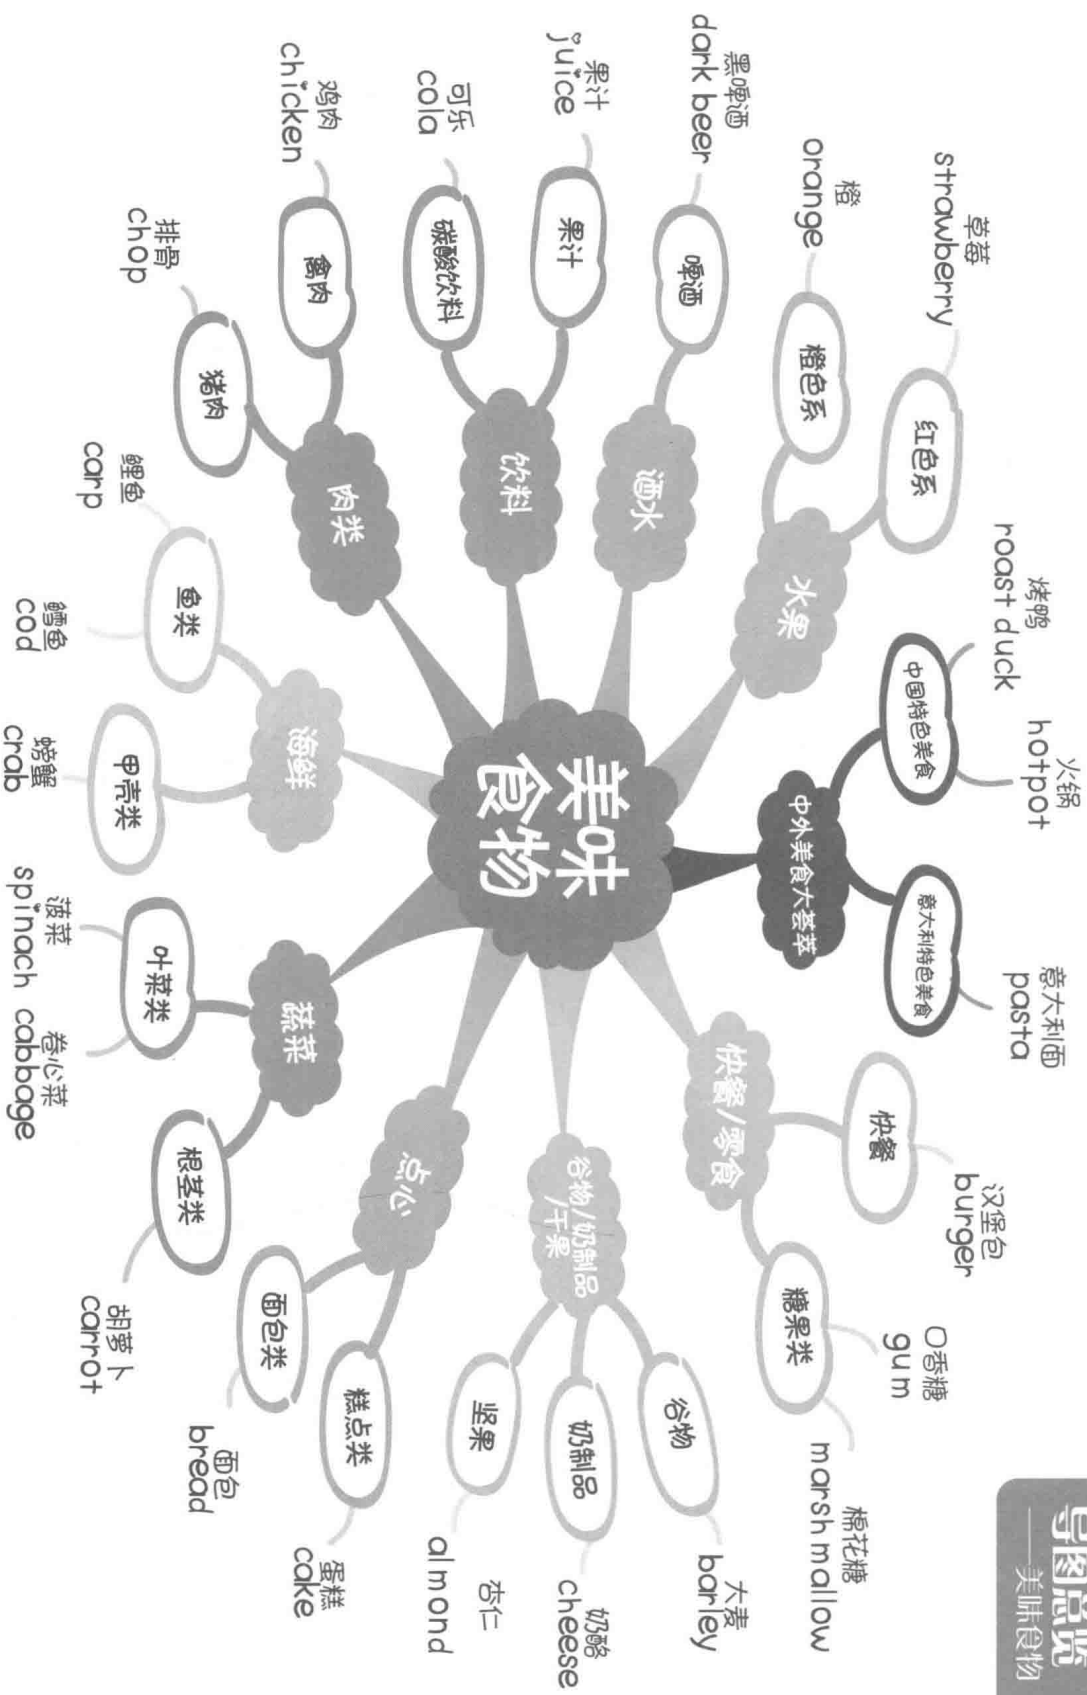 导图总览
——美味食物
美味
食物
中外美食大荟萃
中国特色美食
烤鸭
roast duck
火锅
hotpot
意大利特色美食
意大利面
pasta
快餐/零食
快餐
汉堡包
burger
糖果类
口香糖
gum
棉花糖
marshmallow
谷物/奶制品
/干果
谷物
大麦
barley
奶制品
奶酪
cheese
坚果
杏仁
almond
点心
糕点类
蛋糕
cake
面包类
面包
bread
蔬菜
根茎类
胡萝卜
carrot
叶菜类
卷心菜
cabbage
菠菜
spinach
海鲜
甲壳类
螃蟹
crab
鱼类
鳕鱼
cod
鲤鱼
carp
肉类
猪肉
排骨
chop
禽肉
鸡肉
chicken
饮料
碳酸饮料
可乐
cola
果汁
果汁
juice
酒水
啤酒
黑啤酒
dark beer
水果
橙色系
橙
orange
红色系
草莓
strawberry